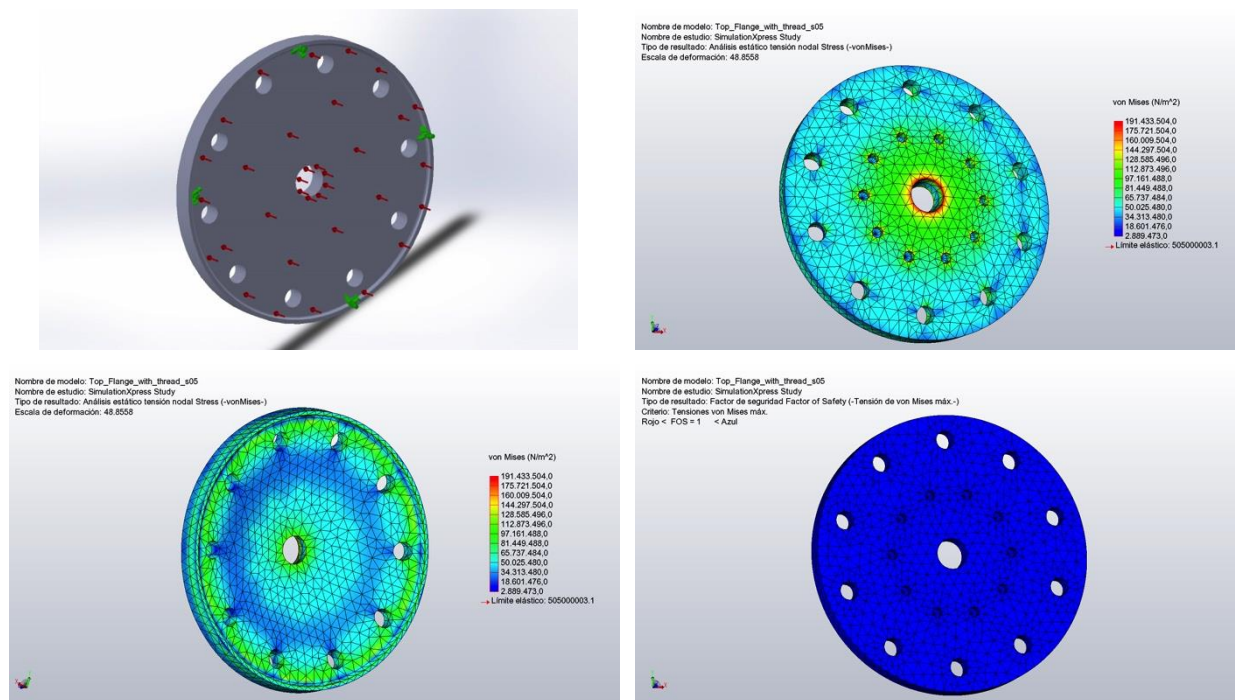 Nombre de modelo: Top_Flange_with_thread_s05
Nombre de estudio: SimulationXpress Study
Tipo de resultado: Análisis estático tensión nodal Stress (-vonMises-)
Escala de deformación: 48.8558
von Mises (N/m^2)
191.433.504,0
175.721.504,0
160.009.504,0
144.297.504,0
128.585.496,0
112.873.496,0
97.161.488,0
81.449.488,0
65.737.484,0
50.025.480,0
34.313.480,0
18.601.476,0
2.889.473,0
Límite elástico: 505000003.1
Nombre de modelo: Top_Flange_with_thread_s05
Nombre de estudio: SimulationXpress Study
Tipo de resultado: Análisis estático tensión nodal Stress (-vonMises-)
Escala de deformación: 48.8558
von Mises (N/m^2)
191.433.504,0
175.721.504,0
160.009.504,0
144.297.504,0
128.585.496,0
112.873.496,0
97.161.488,0
81.449.488,0
65.737.484,0
50.025.480,0
34.313.480,0
18.601.476,0
2.889.473,0
Límite elástico: 505000003.1
Nombre de modelo: Top_Flange_with_thread_s05
Nombre de estudio: SimulationXpress Study
Tipo de resultado: Factor de seguridad Factor of Safety (-Tensión de von Mises máx.-)
Criterio: Tensiones von Mises máx.
Rojo < FOS = 1 < Azul